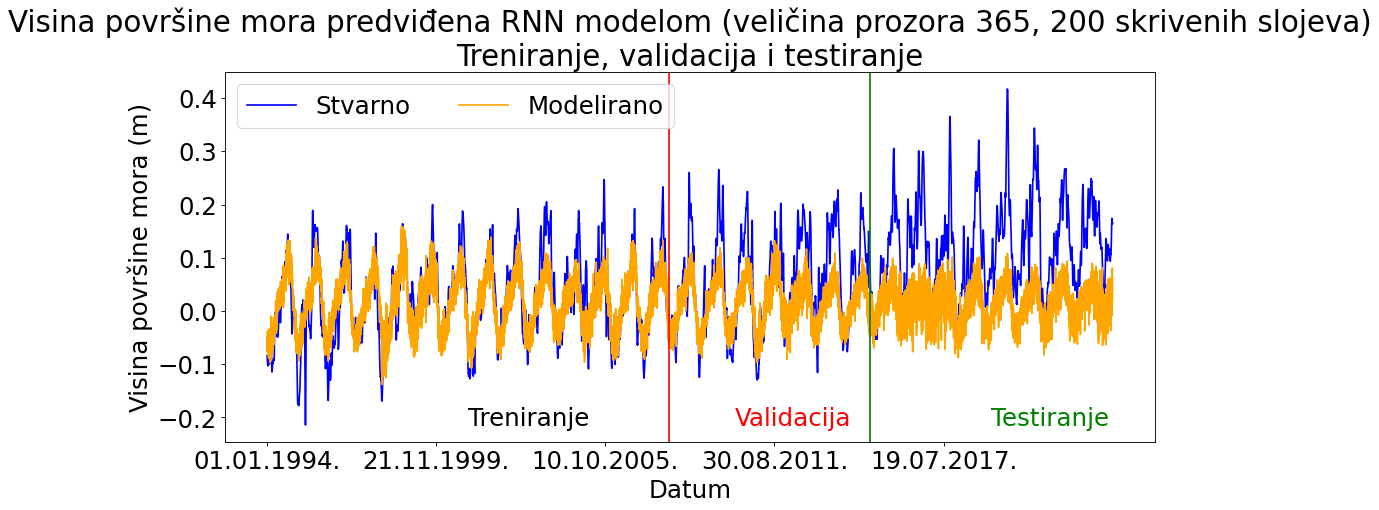 Visina površine mora predviđena RNN modelom (veličina prozora 365, 200 skrivenih slojeva)
Treniranje, validacija i testiranje
Stvarno
Modelirano
Visina površine mora (m)
0.4
0.3
0.2
0.1
0.0
−0.1
−0.2
Treniranje
Validacija
Testiranje
01.01.1994.
21.11.1999.
10.10.2005.
30.08.2011.
19.07.2017.
Datum